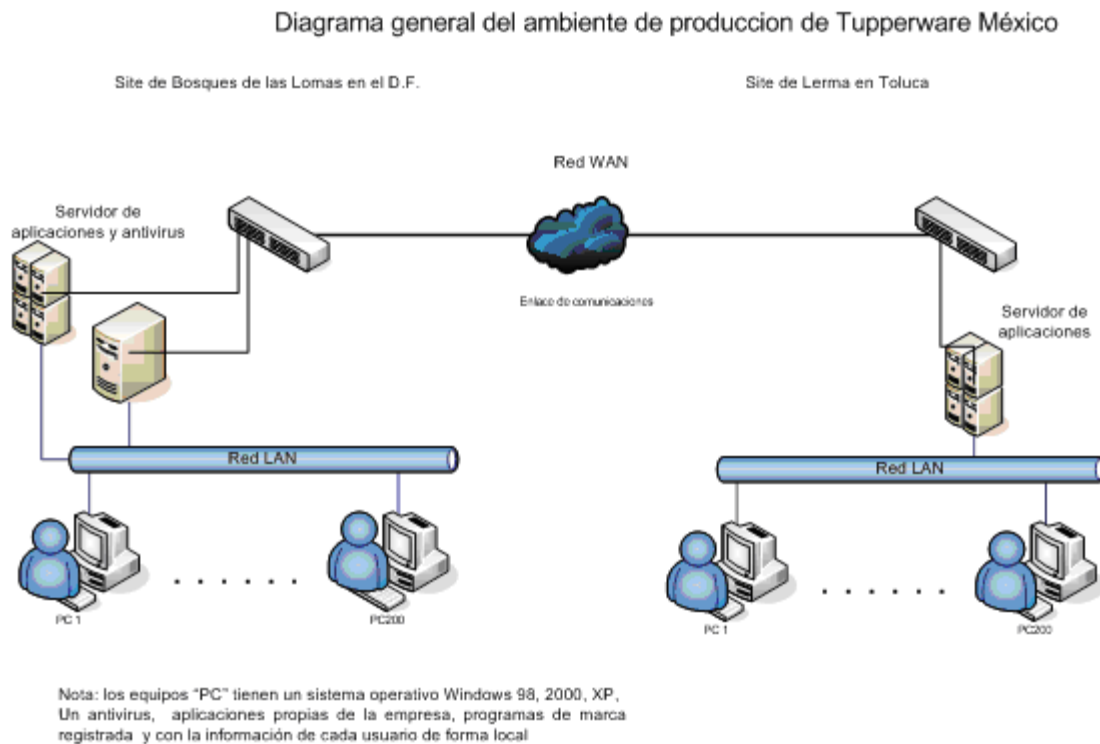 Diagrama general del ambiente de produccion de Tupperware México
Site de Bosques de las Lomas en el D.F.
Site de Lerma en Toluca
Red WAN
Servidor de
aplicaciones y antivirus
Enlace de comunicaciones
Servidor de
aplicaciones
Red LAN
Red LAN
PC 1
PC200
PC 1
PC200
Nota: los equipos “PC” tienen un sistema operativo Windows 98, 2000, XP,
Un antivirus, aplicaciones propias de la empresa, programas de marca
registrada y con la información de cada usuario de forma local